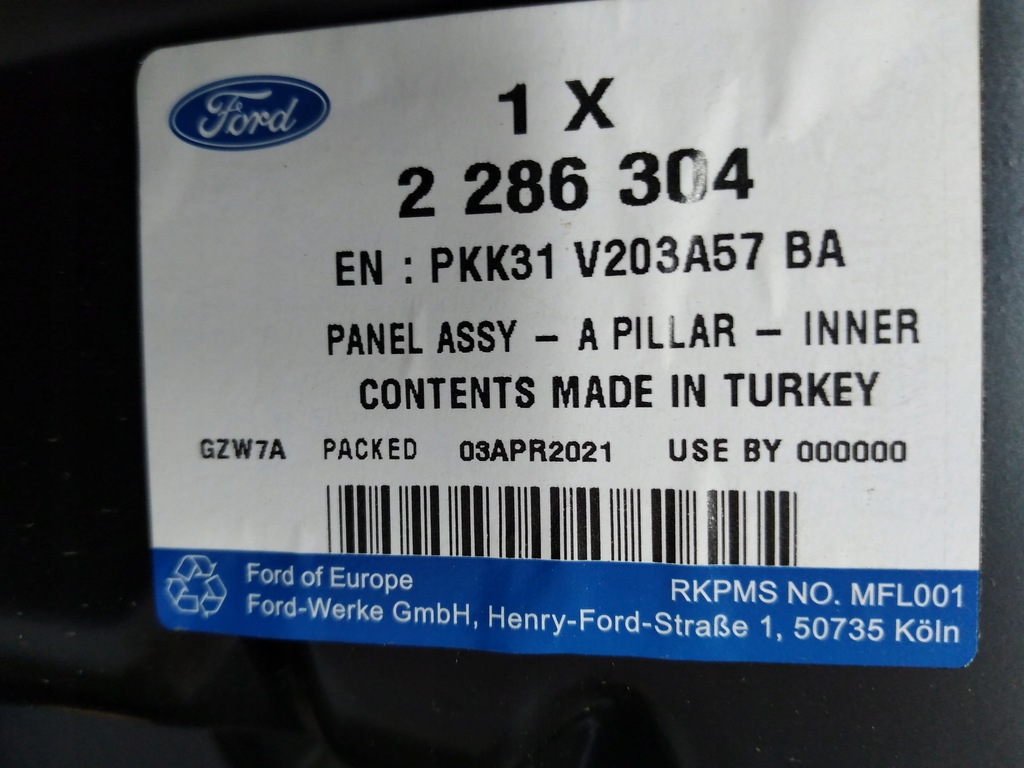 Ford
1 X
2 286 304
EN : PKK31 V203A57 BA
PANEL ASSY – A PILLAR – INNER
CONTENTS MADE IN TURKEY
GZW7A PACKED 03APR2021 USE BY 000000
Ford of Europe
RKPMS NO. MFL001
Ford-Werke GmbH, Henry-Ford-Straße 1, 50735 Köln